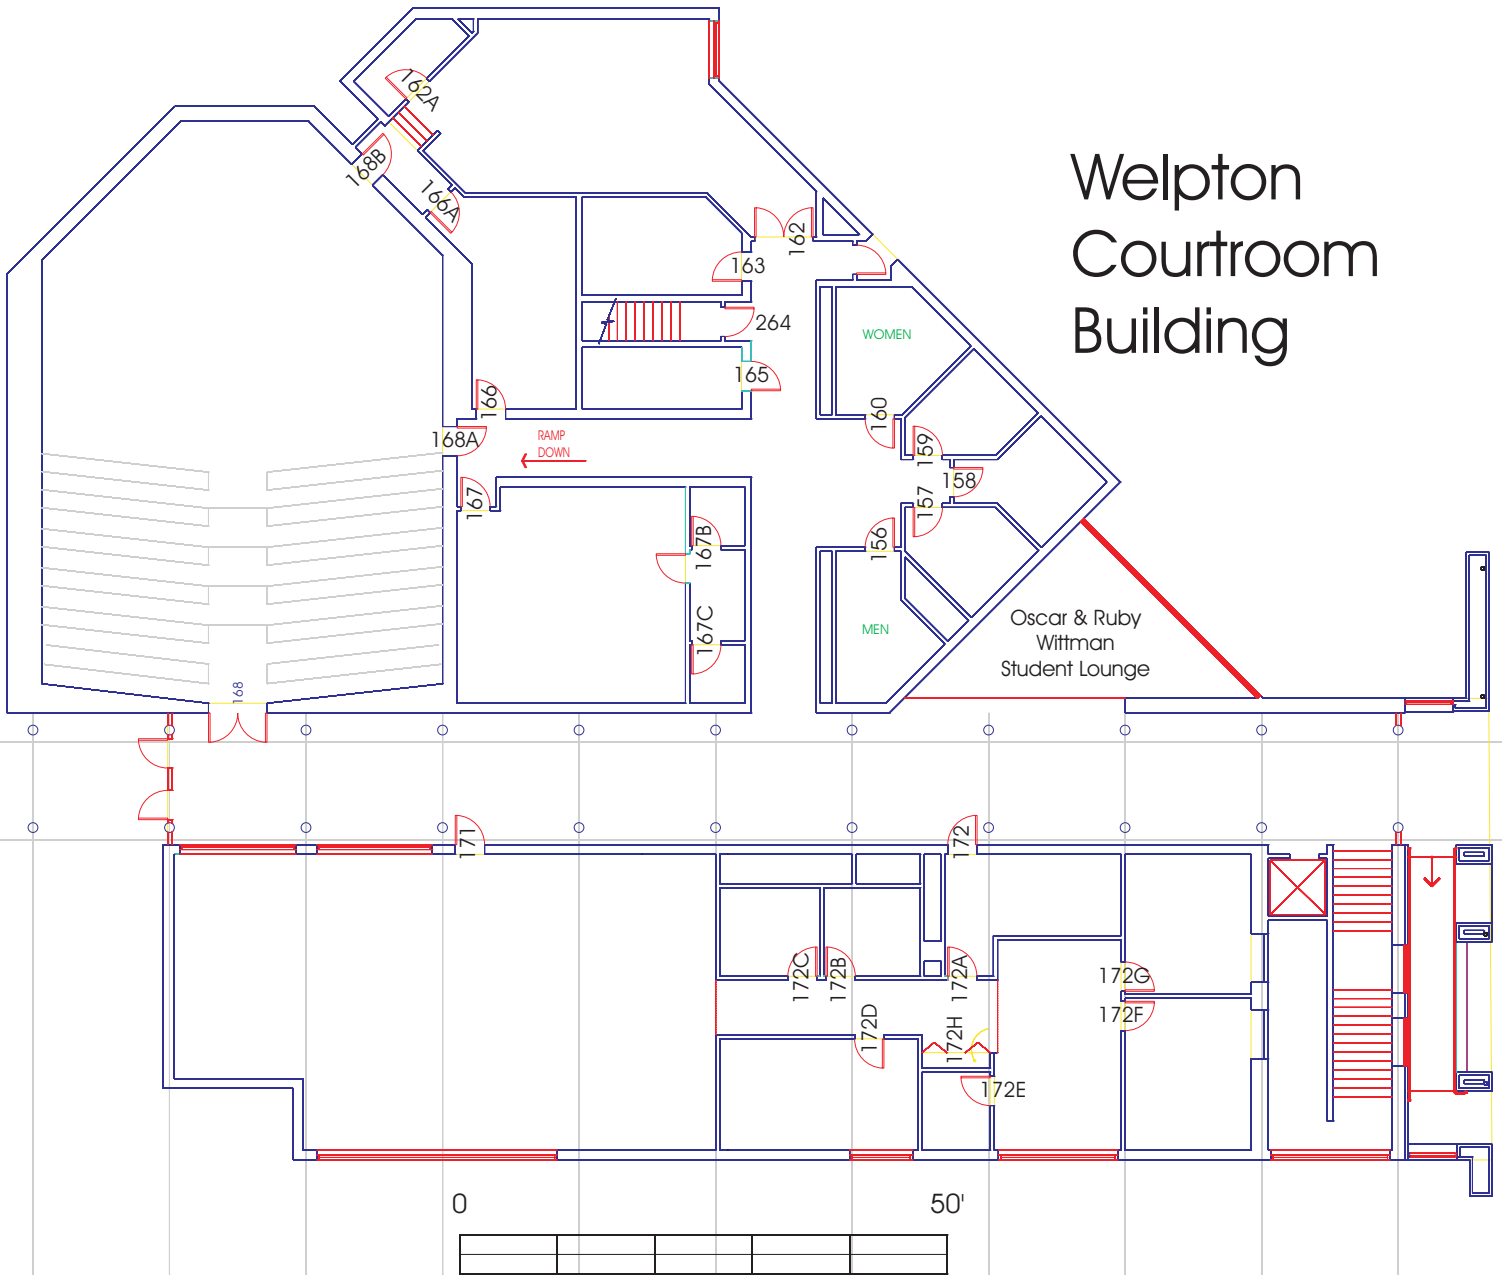 Welpton
Courtroom
Building
162A
168B
166A
162
163
264
WOMEN
165
166
160
168A
RAMP
DOWN
159
158
167
157
156
167B
167C
Oscar & Ruby
Wittman
Student Lounge
MEN
168
171
172
172C
172B
172A
172G
172D
172H
172F
172E
0
50'